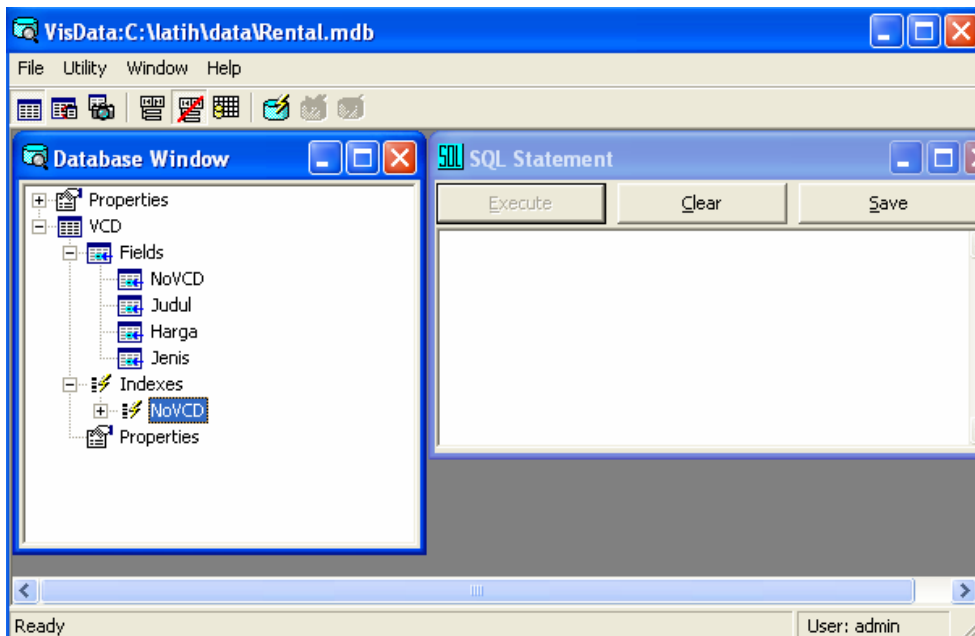 VisData:C:\latih\data\Rental.mdb
File Utility Window Help
Database Window
Properties
VCD
Fields
NoVCD
Judul
Harga
Jenis
Indexes
NoVCD
Properties
SQL SQL Statement
Execute Clear Save
Ready User: admin